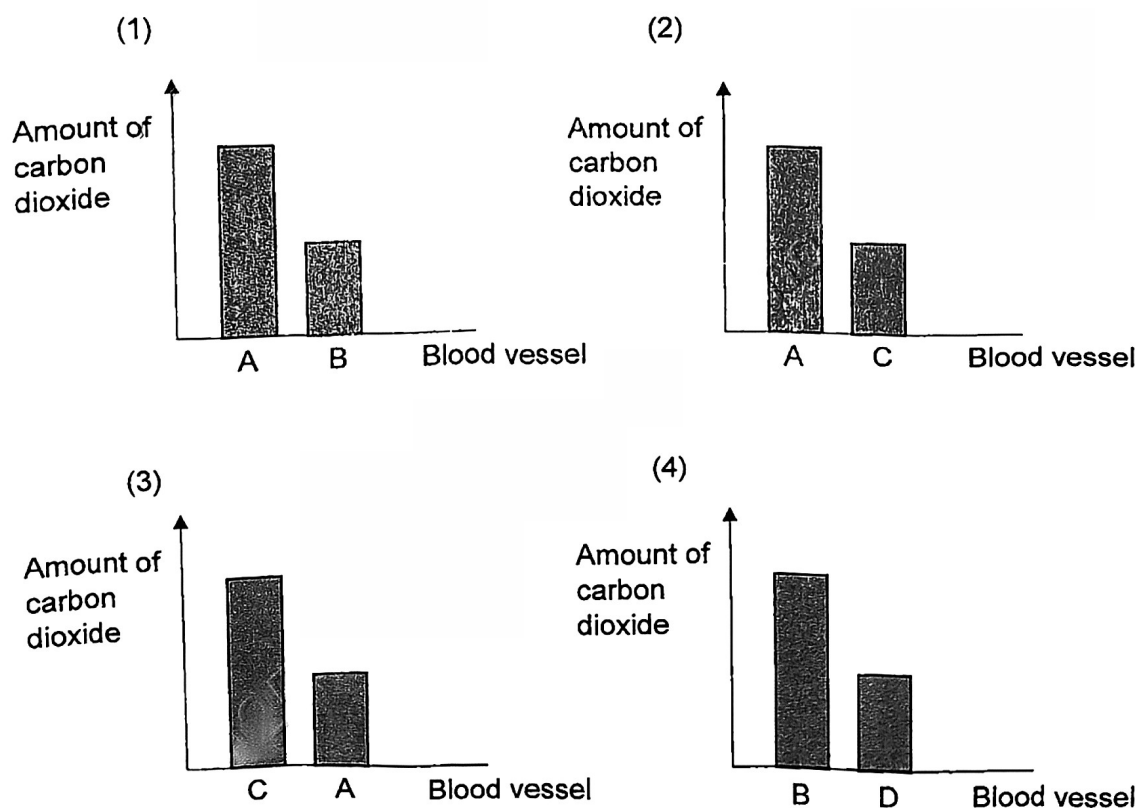 (1)
Amount of
carbon
dioxide
A B Blood vessel
(2)
Amount of
carbon
dioxide
A C Blood vessel
(3)
Amount of
carbon
dioxide
C A Blood vessel
(4)
Amount of
carbon
dioxide
B D Blood vessel